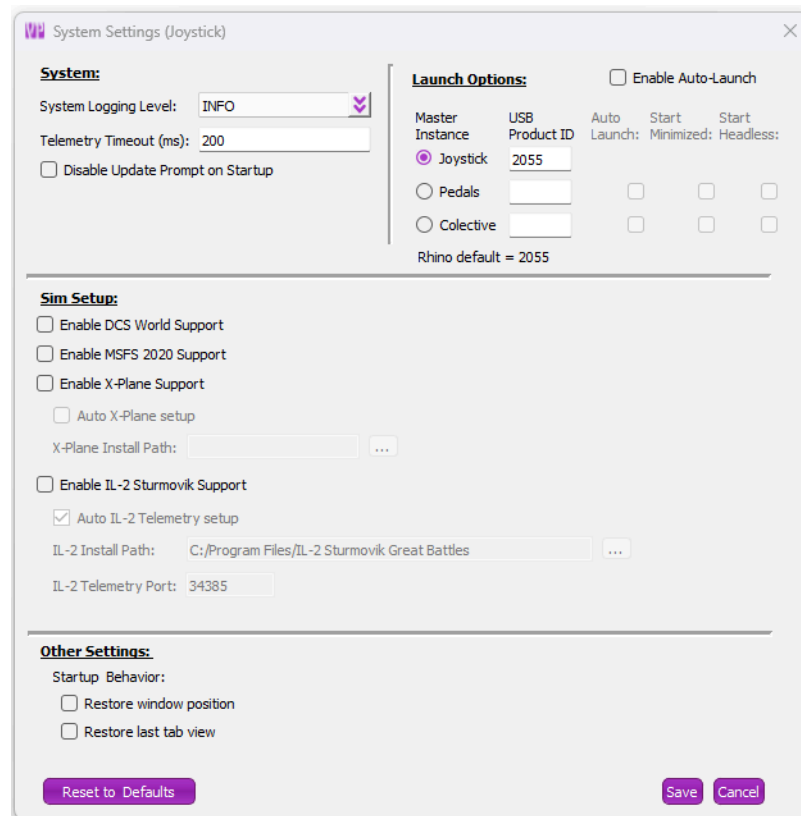 VP System Settings (Joystick)
System:
System Logging Level: INFO
Telemetry Timeout (ms): 200
Disable Update Prompt on Startup
Launch Options: Enable Auto-Launch
Master Instance USB Product ID Auto Launch: Start Minimized: Start Headless:
Joystick 2055
Pedals
Colective
Rhino default = 2055
Sim Setup:
Enable DCS World Support
Enable MSFS 2020 Support
Enable X-Plane Support
Auto X-Plane setup
X-Plane Install Path: ...
Enable IL-2 Sturmovik Support
Auto IL-2 Telemetry setup
IL-2 Install Path: C:/Program Files/IL-2 Sturmovik Great Battles ...
IL-2 Telemetry Port: 34385
Other Settings:
Startup Behavior:
Restore window position
Restore last tab view
Reset to Defaults Save Cancel